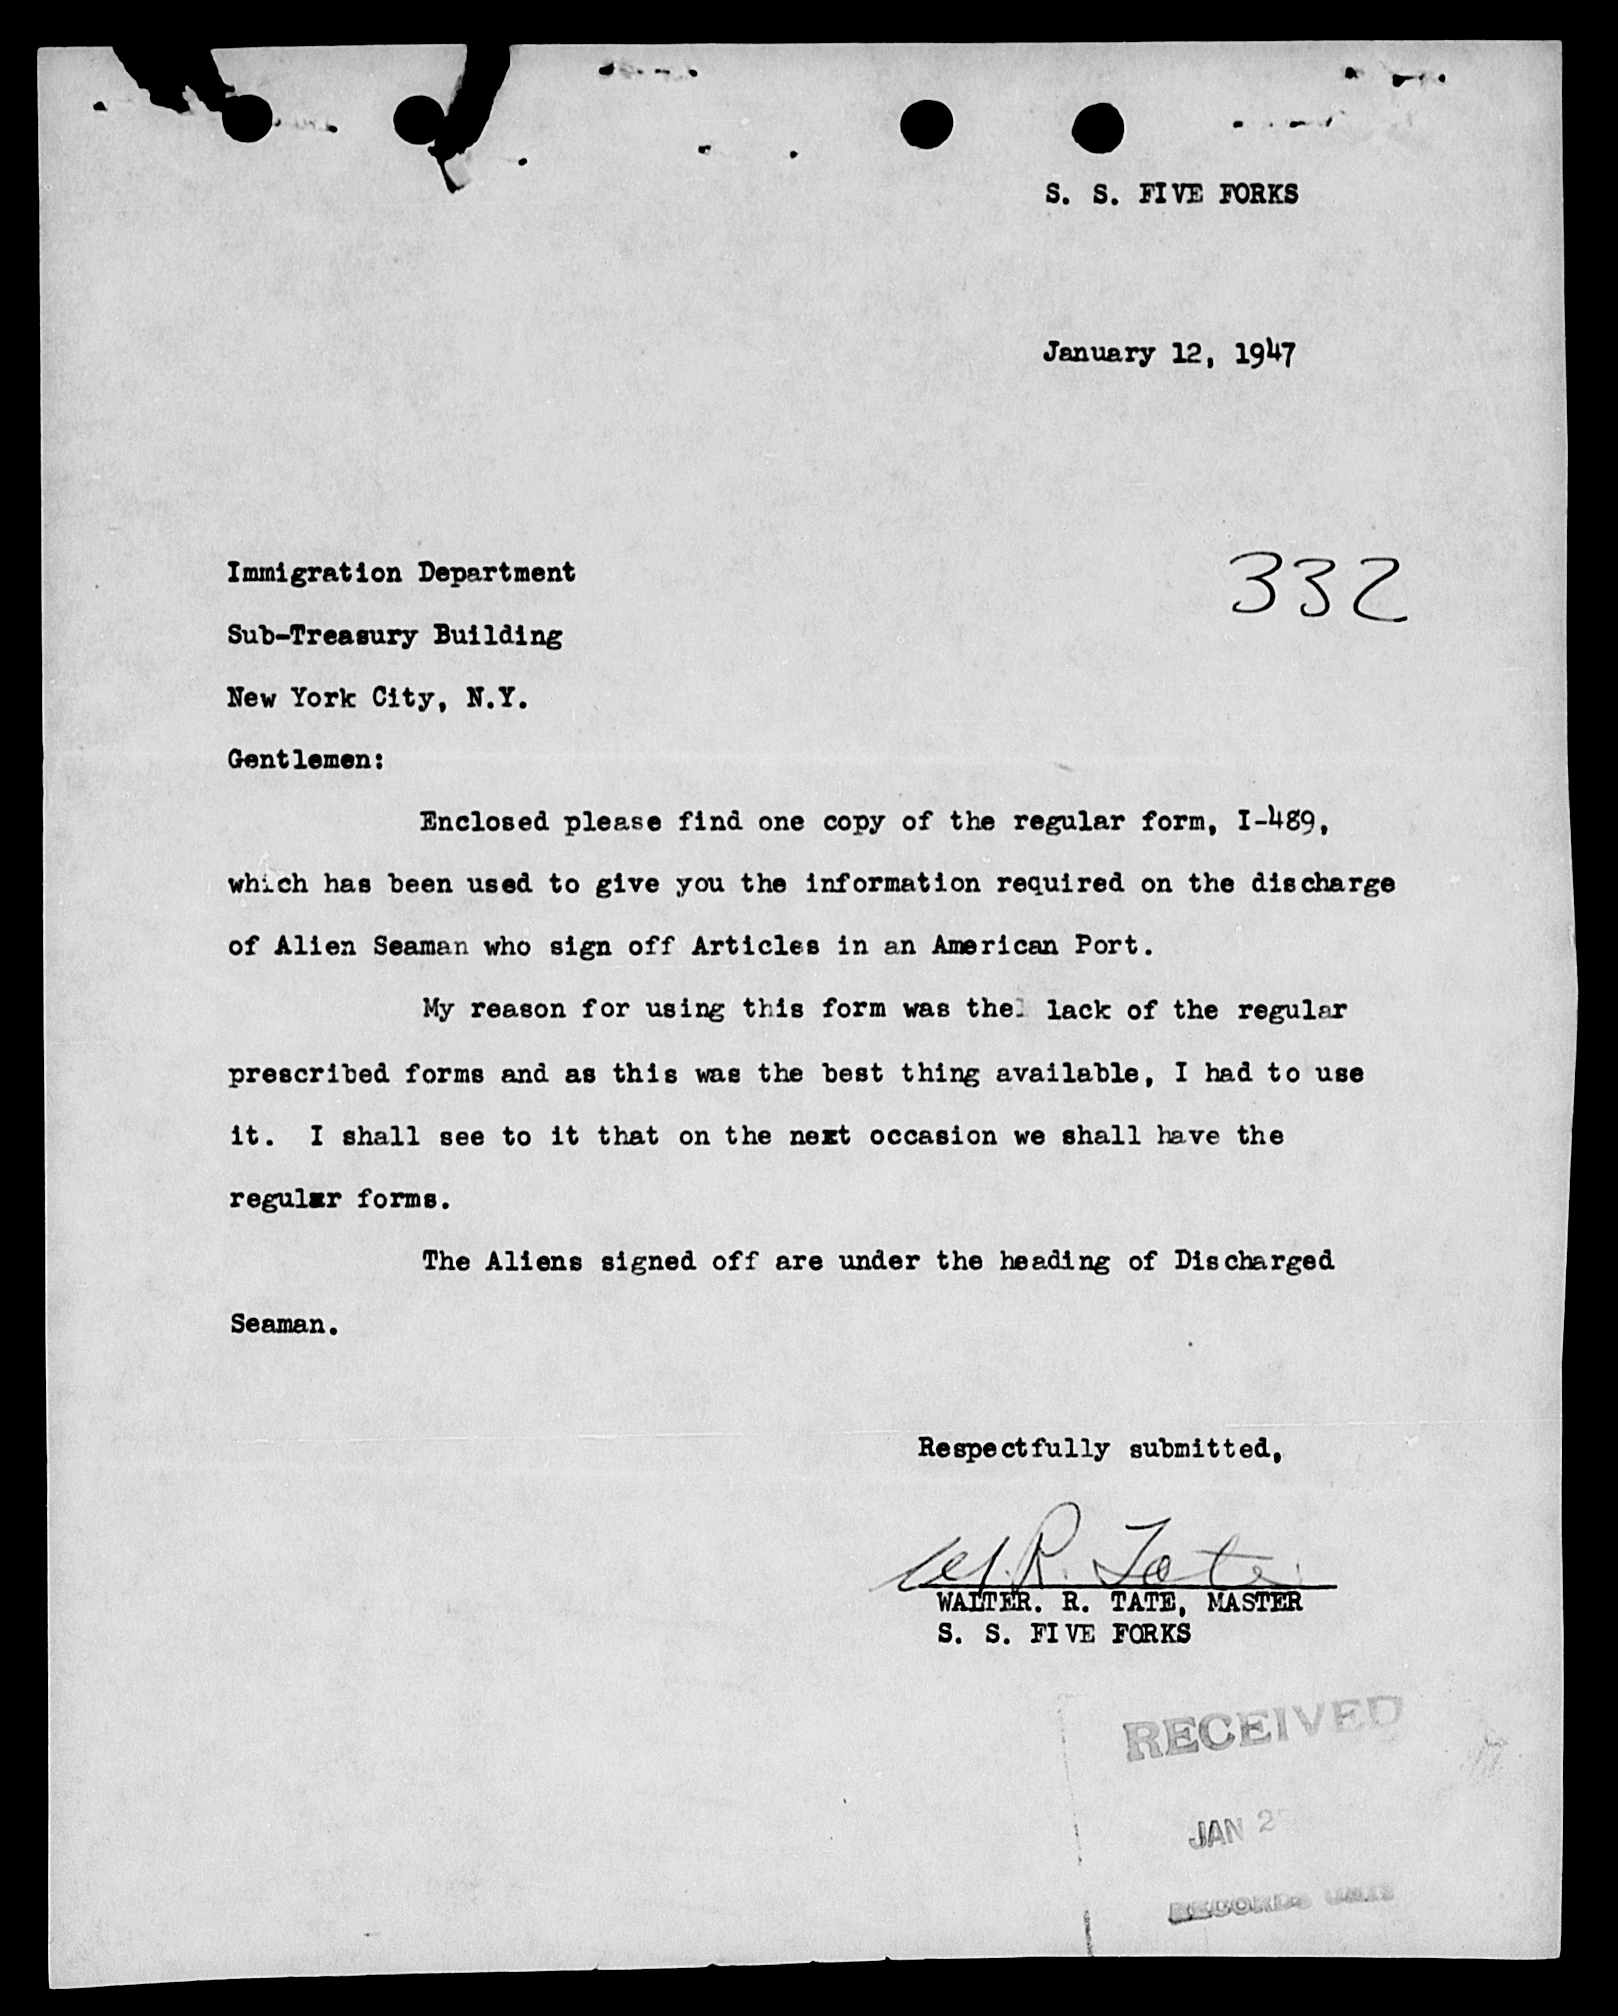 S. S. FIVE FORKS
January 12, 1947
332
Immigration Department
Sub-Treasury Building
New York City, N.Y.
Gentlemen:
Enclosed please find one copy of the regular form, I-489,
which has been used to give you the information required on the discharge
of Alien Seaman who sign off Articles in an American Port.
My reason for using this form was the lack of the regular
prescribed forms and as this was the best thing available, I had to use
it. I shall see to it that on the next occasion we shall have the
regular forms.
The Aliens signed off are under the heading of Discharged
Seaman.
Respectfully submitted,
W. R. Tate
WALTER. R. TATE, MASTER
S. S. FIVE FORKS
RECEIVED
JAN 2
RECORDS